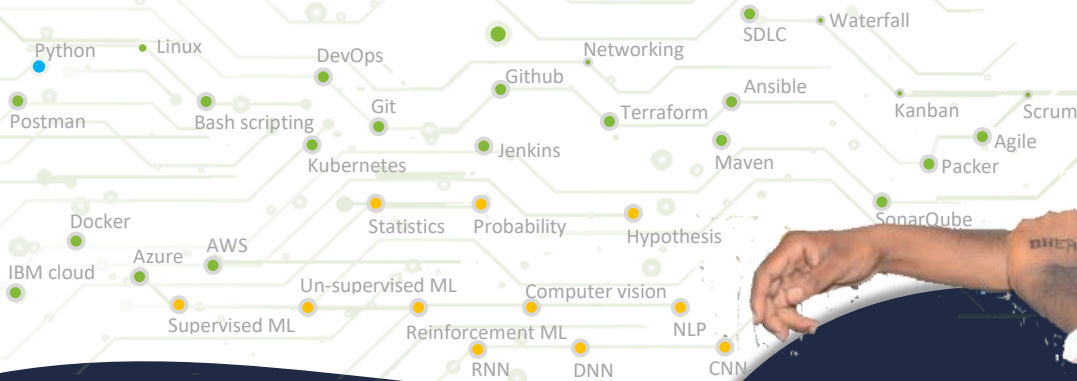 SDLC
Waterfall
Python
Linux
DevOps
Networking
Github
Ansible
Postman
Bash scripting
Git
Terraform
Kanban
Scrum
Kubernetes
Jenkins
Maven
Agile
Packer
Docker
Statistics
Probability
Hypothesis
SonarQube
IBM cloud
Azure
AWS
Un-supervised ML
Computer vision
Supervised ML
Reinforcement ML
NLP
RNN
DNN
CNN